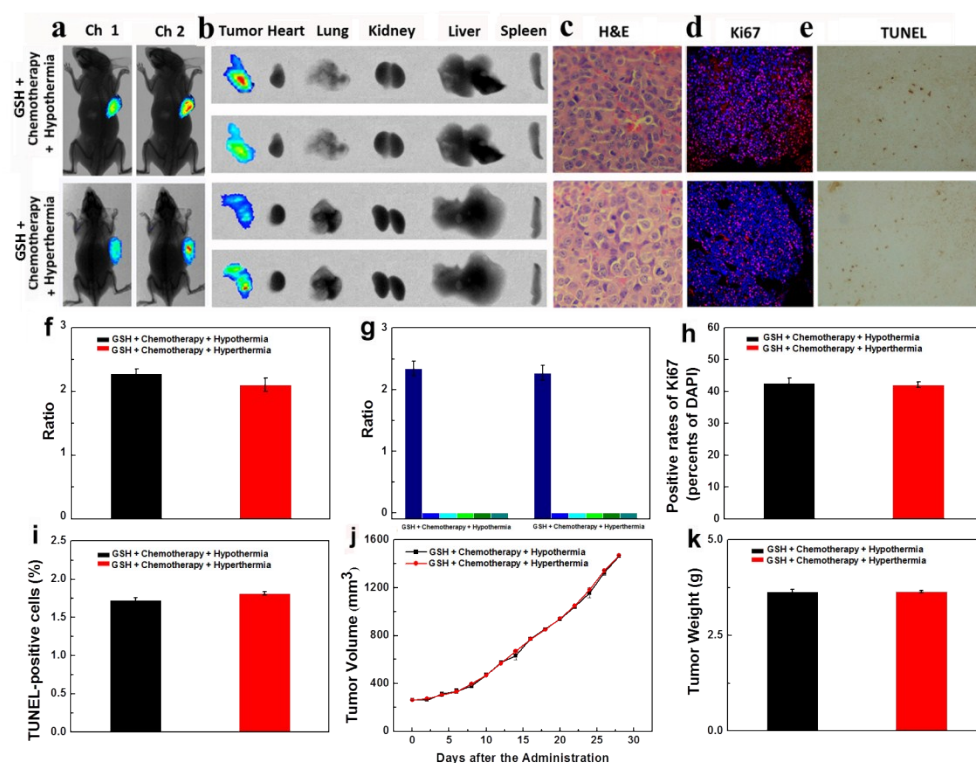 a Ch 1 Ch 2 b Tumor Heart Lung Kidney Liver Spleen c H&E d Ki67 e TUNEL
GSH +
Chemotherapy
+ Hypothermia
GSH +
Chemotherapy
+ Hyperthermia
f
GSH + Chemotherapy + Hypothermia
GSH + Chemotherapy + Hyperthermia
Ratio
3
2
1
0
g
Ratio
3
2
1
0
GSH + Chemotherapy + Hypothermia GSH + Chemotherapy + Hyperthermia
h
GSH + Chemotherapy + Hypothermia
GSH + Chemotherapy + Hyperthermia
Positive rates of Ki67
(percents of DAPI)
60
50
40
30
20
10
0
i
GSH + Chemotherapy + Hypothermia
GSH + Chemotherapy + Hyperthermia
TUNEL-positive cells (%)
2.5
2.0
1.5
1.0
0.5
0.0
j
GSH + Chemotherapy + Hypothermia
GSH + Chemotherapy + Hyperthermia
Tumor Volume (mm3)
1600
1200
800
400
0
0 5 10 15 20 25 30
Days after the Administration
k
GSH + Chemotherapy + Hypothermia
GSH + Chemotherapy + Hyperthermia
Tumor Weight (g)
5.0
2.5
0.0